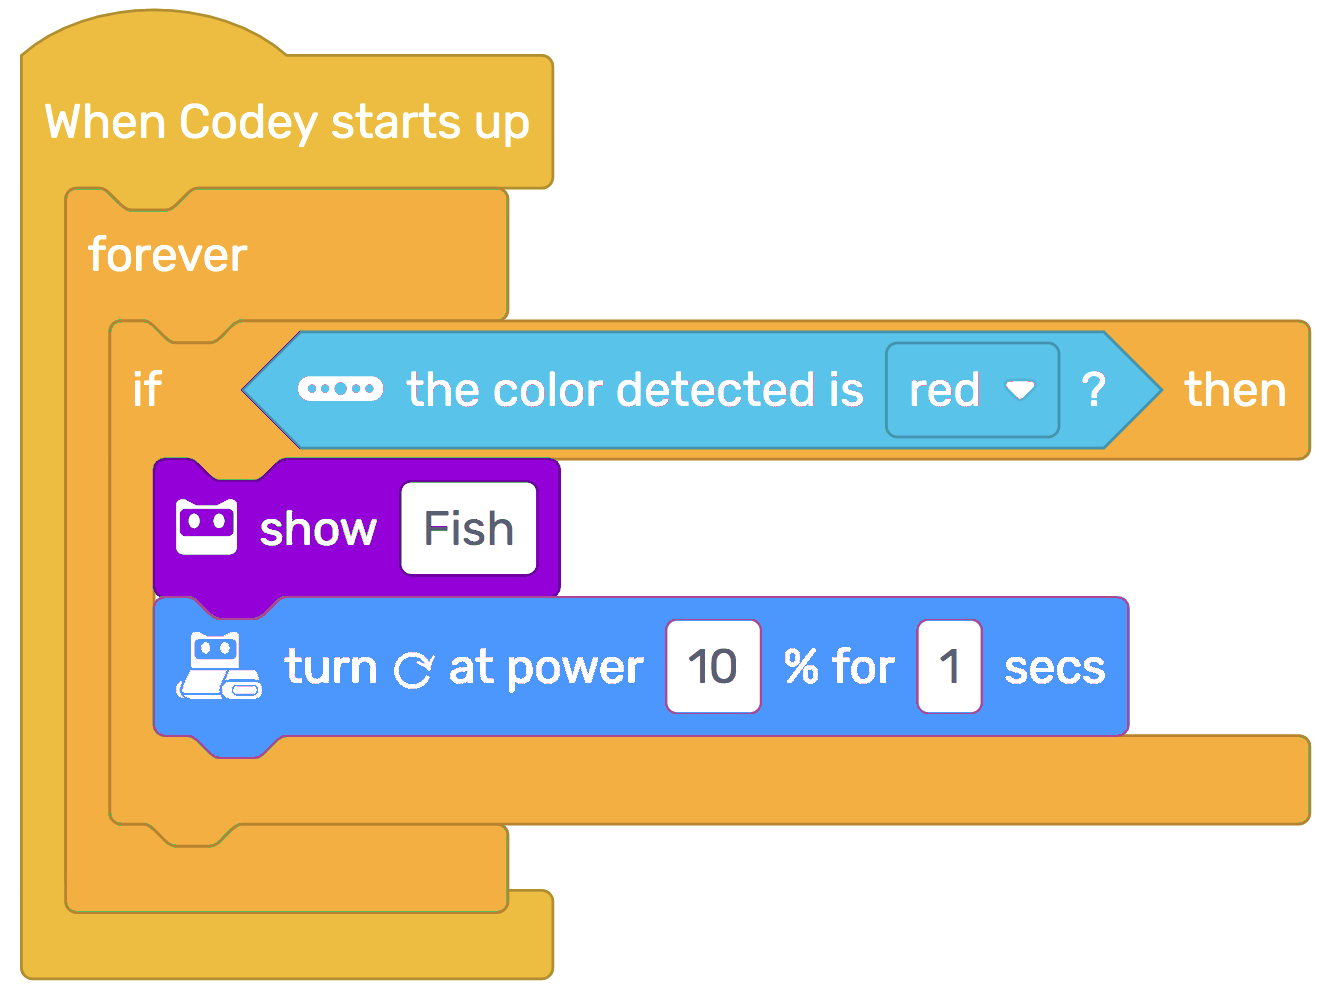 When Codey starts up
forever
if the color detected is red ? then
show Fish
turn at power 10 % for 1 secs